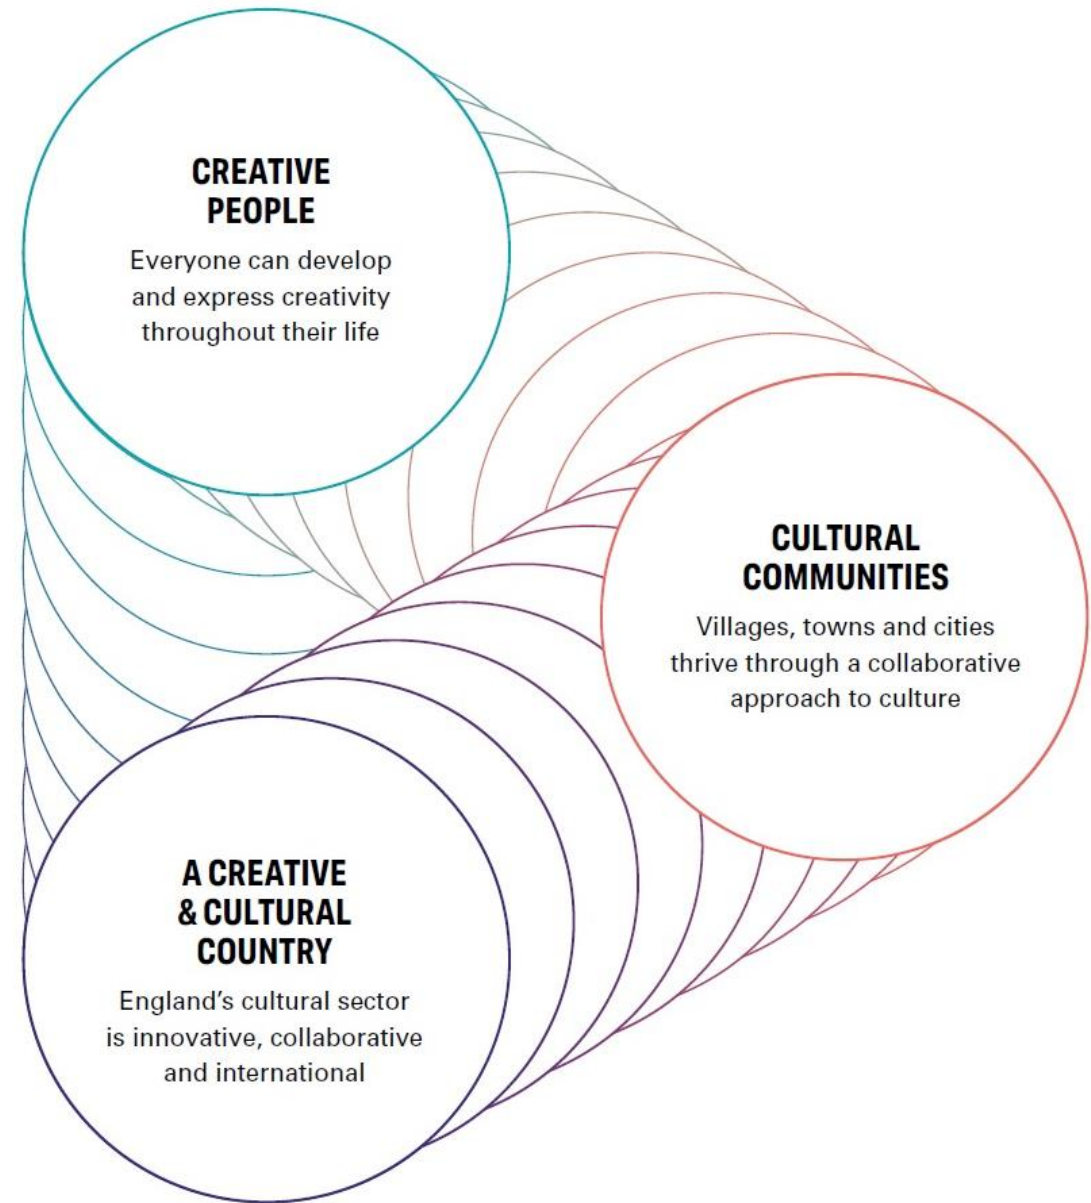 CREATIVE
PEOPLE
Everyone can develop
and express creativity
throughout their life
CULTURAL
COMMUNITIES
Villages, towns and cities
thrive through a collaborative
approach to culture
A CREATIVE
& CULTURAL
COUNTRY
England’s cultural sector
is innovative, collaborative
and international